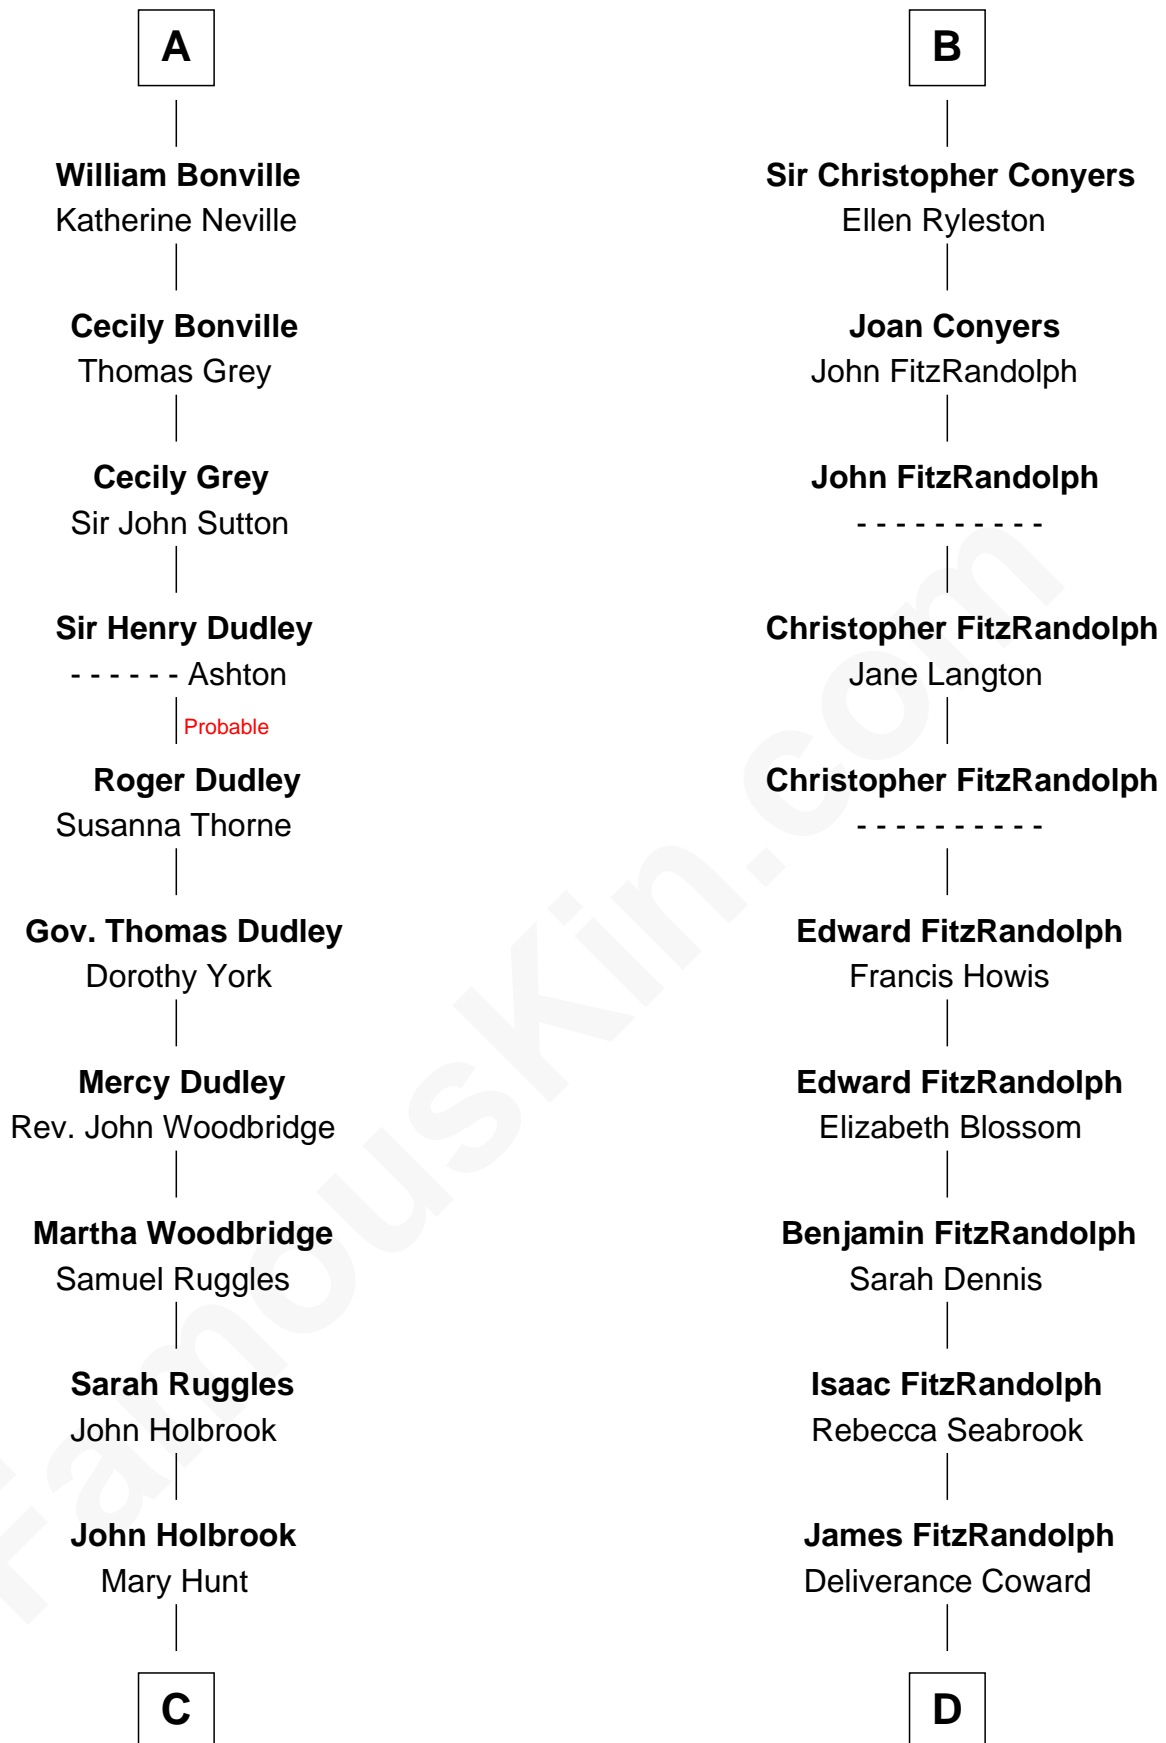 A
William Bonville
Katherine Neville
Cecily Bonville
Thomas Grey
Cecily Grey
Sir John Sutton
Sir Henry Dudley
- - - - - - Ashton
Probable
Roger Dudley
Susanna Thorne
Gov. Thomas Dudley
Dorothy York
Mercy Dudley
Rev. John Woodbridge
Martha Woodbridge
Samuel Ruggles
Sarah Ruggles
John Holbrook
John Holbrook
Mary Hunt
C
B
Sir Christopher Conyers
Ellen Ryleston
Joan Conyers
John FitzRandolph
John FitzRandolph
- - - - - - - - - -
Christopher FitzRandolph
Jane Langton
Christopher FitzRandolph
- - - - - - - - - -
Edward FitzRandolph
Francis Howis
Edward FitzRandolph
Elizabeth Blossom
Benjamin FitzRandolph
Sarah Dennis
Isaac FitzRandolph
Rebecca Seabrook
James FitzRandolph
Deliverance Coward
D
FamousKin.com